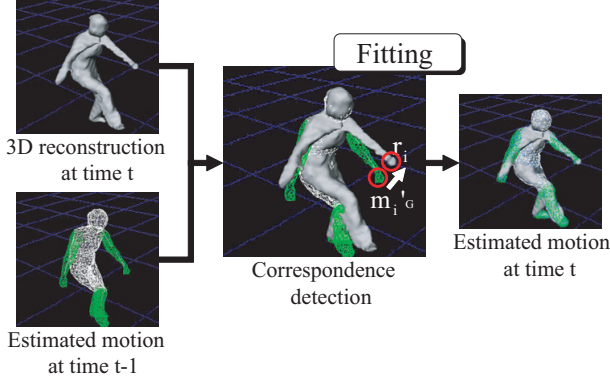 Fitting
3D reconstruction
at time t
r i
m i ' G
Correspondence
detection
Estimated motion
at time t
Estimated motion
at time t-1